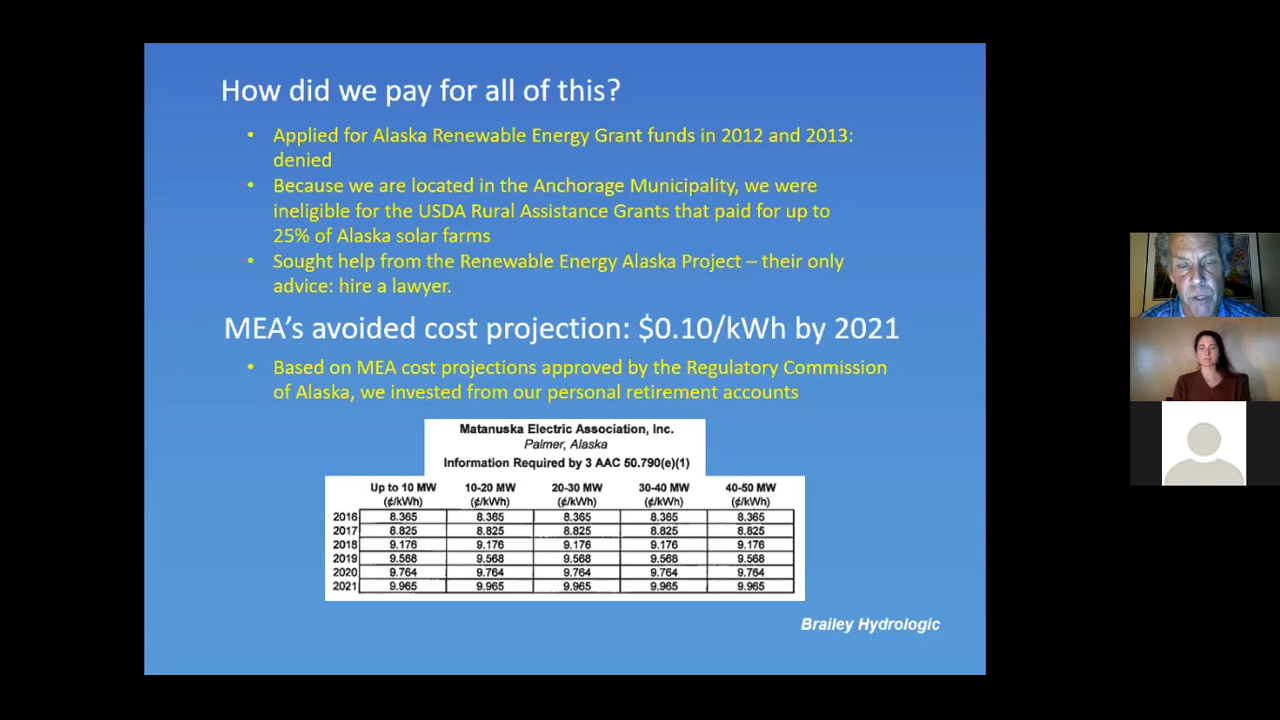 How did we pay for all of this?
• Applied for Alaska Renewable Energy Grant funds in 2012 and 2013:
denied
• Because we are located in the Anchorage Municipality, we were
ineligible for the USDA Rural Assistance Grants that paid for up to
25% of Alaska solar farms
• Sought help from the Renewable Energy Alaska Project – their only
advice: hire a lawyer.
MEA's avoided cost projection: $0.10/kWh by 2021
• Based on MEA cost projections approved by the Regulatory Commission
of Alaska, we invested from our personal retirement accounts
Matanuska Electric Association, Inc.
Palmer, Alaska
Information Required by 3 AAC 50.790(e)(1)
Up to 10 MW 10-20 MW 20-30 MW 30-40 MW 40-50 MW
(¢/kWh) (¢/kWh) (¢/kWh) (¢/kWh) (¢/kWh)
2016 8.365 8.365 8.365 8.365 8.365
2017 8.825 8.825 8.825 8.825 8.825
2018 9.176 9.176 9.176 9.176 9.176
2019 9.568 9.568 9.568 9.568 9.568
2020 9.764 9.764 9.764 9.764 9.764
2021 9.965 9.965 9.965 9.965 9.965
Brailey Hydrologic